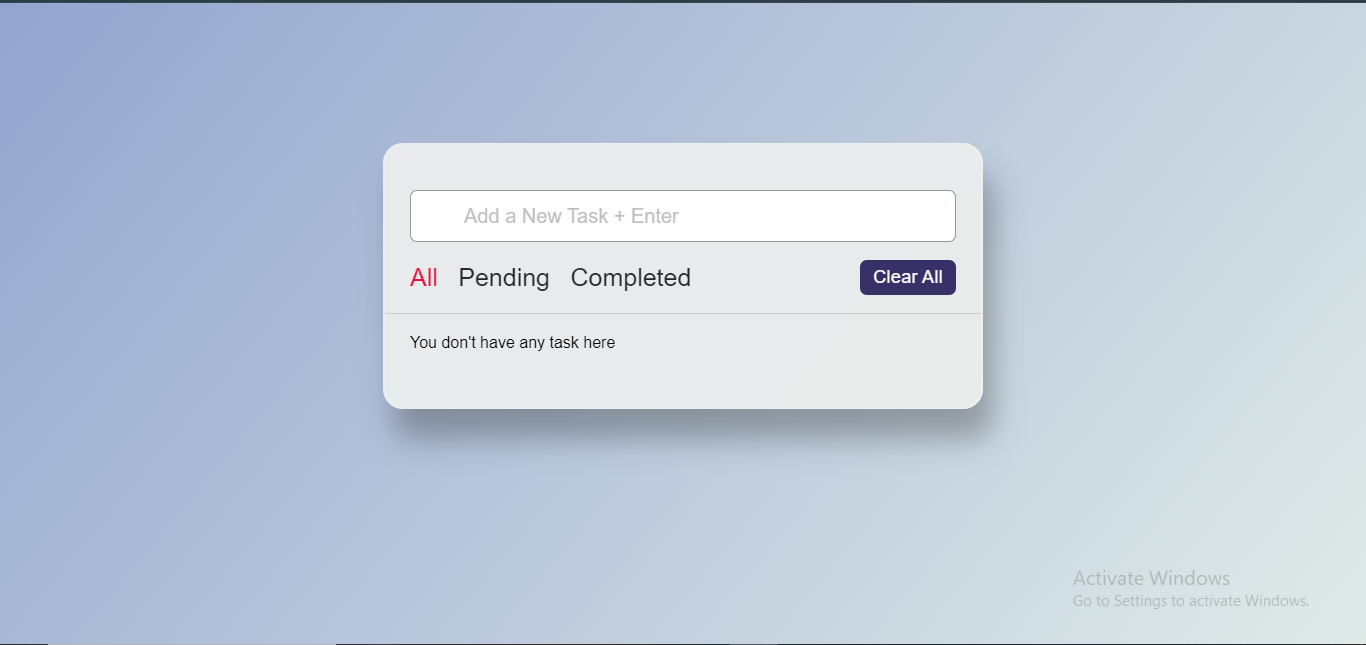 Add a New Task + Enter
All Pending Completed Clear All
You don't have any task here
Activate Windows
Go to Settings to activate Windows.